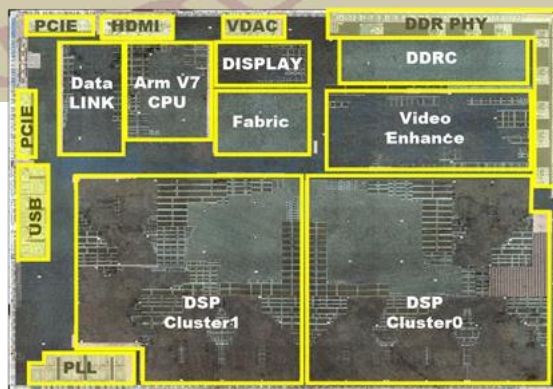 PCIE
HDMI
VDAC
DDR PHY
Data
LINK
Arm V7
CPU
DISPLAY
DDRC
Fabric
Video
Enhance
PCIE
USB
DSP
Cluster1
DSP
Cluster0
PLL